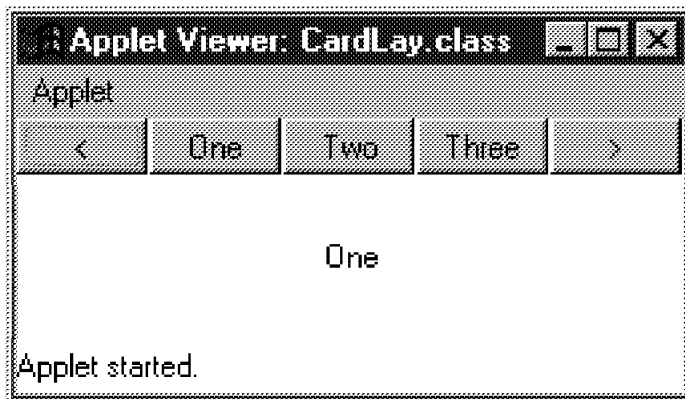 Applet Viewer: CardLay.class
Applet
< One Two Three >
One
Applet started.